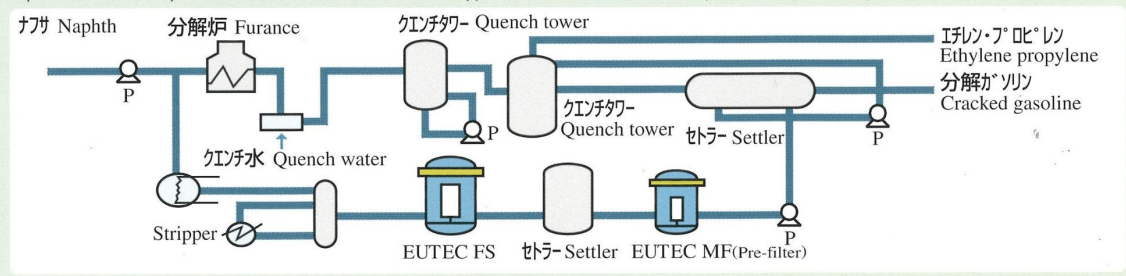 ナフサ Naphth
分解炉 Furance
クエンチタワー Quench tower
エチレン・プロピレン
Ethylene propylene
分解ガソリン
Cracked gasoline
P
クエンチタワー
Quench tower
P
セトラー Settler
P
クエンチ水 Quench water
Stripper
EUTEC FS
セトラー Settler
EUTEC MF(Pre-filter)
P